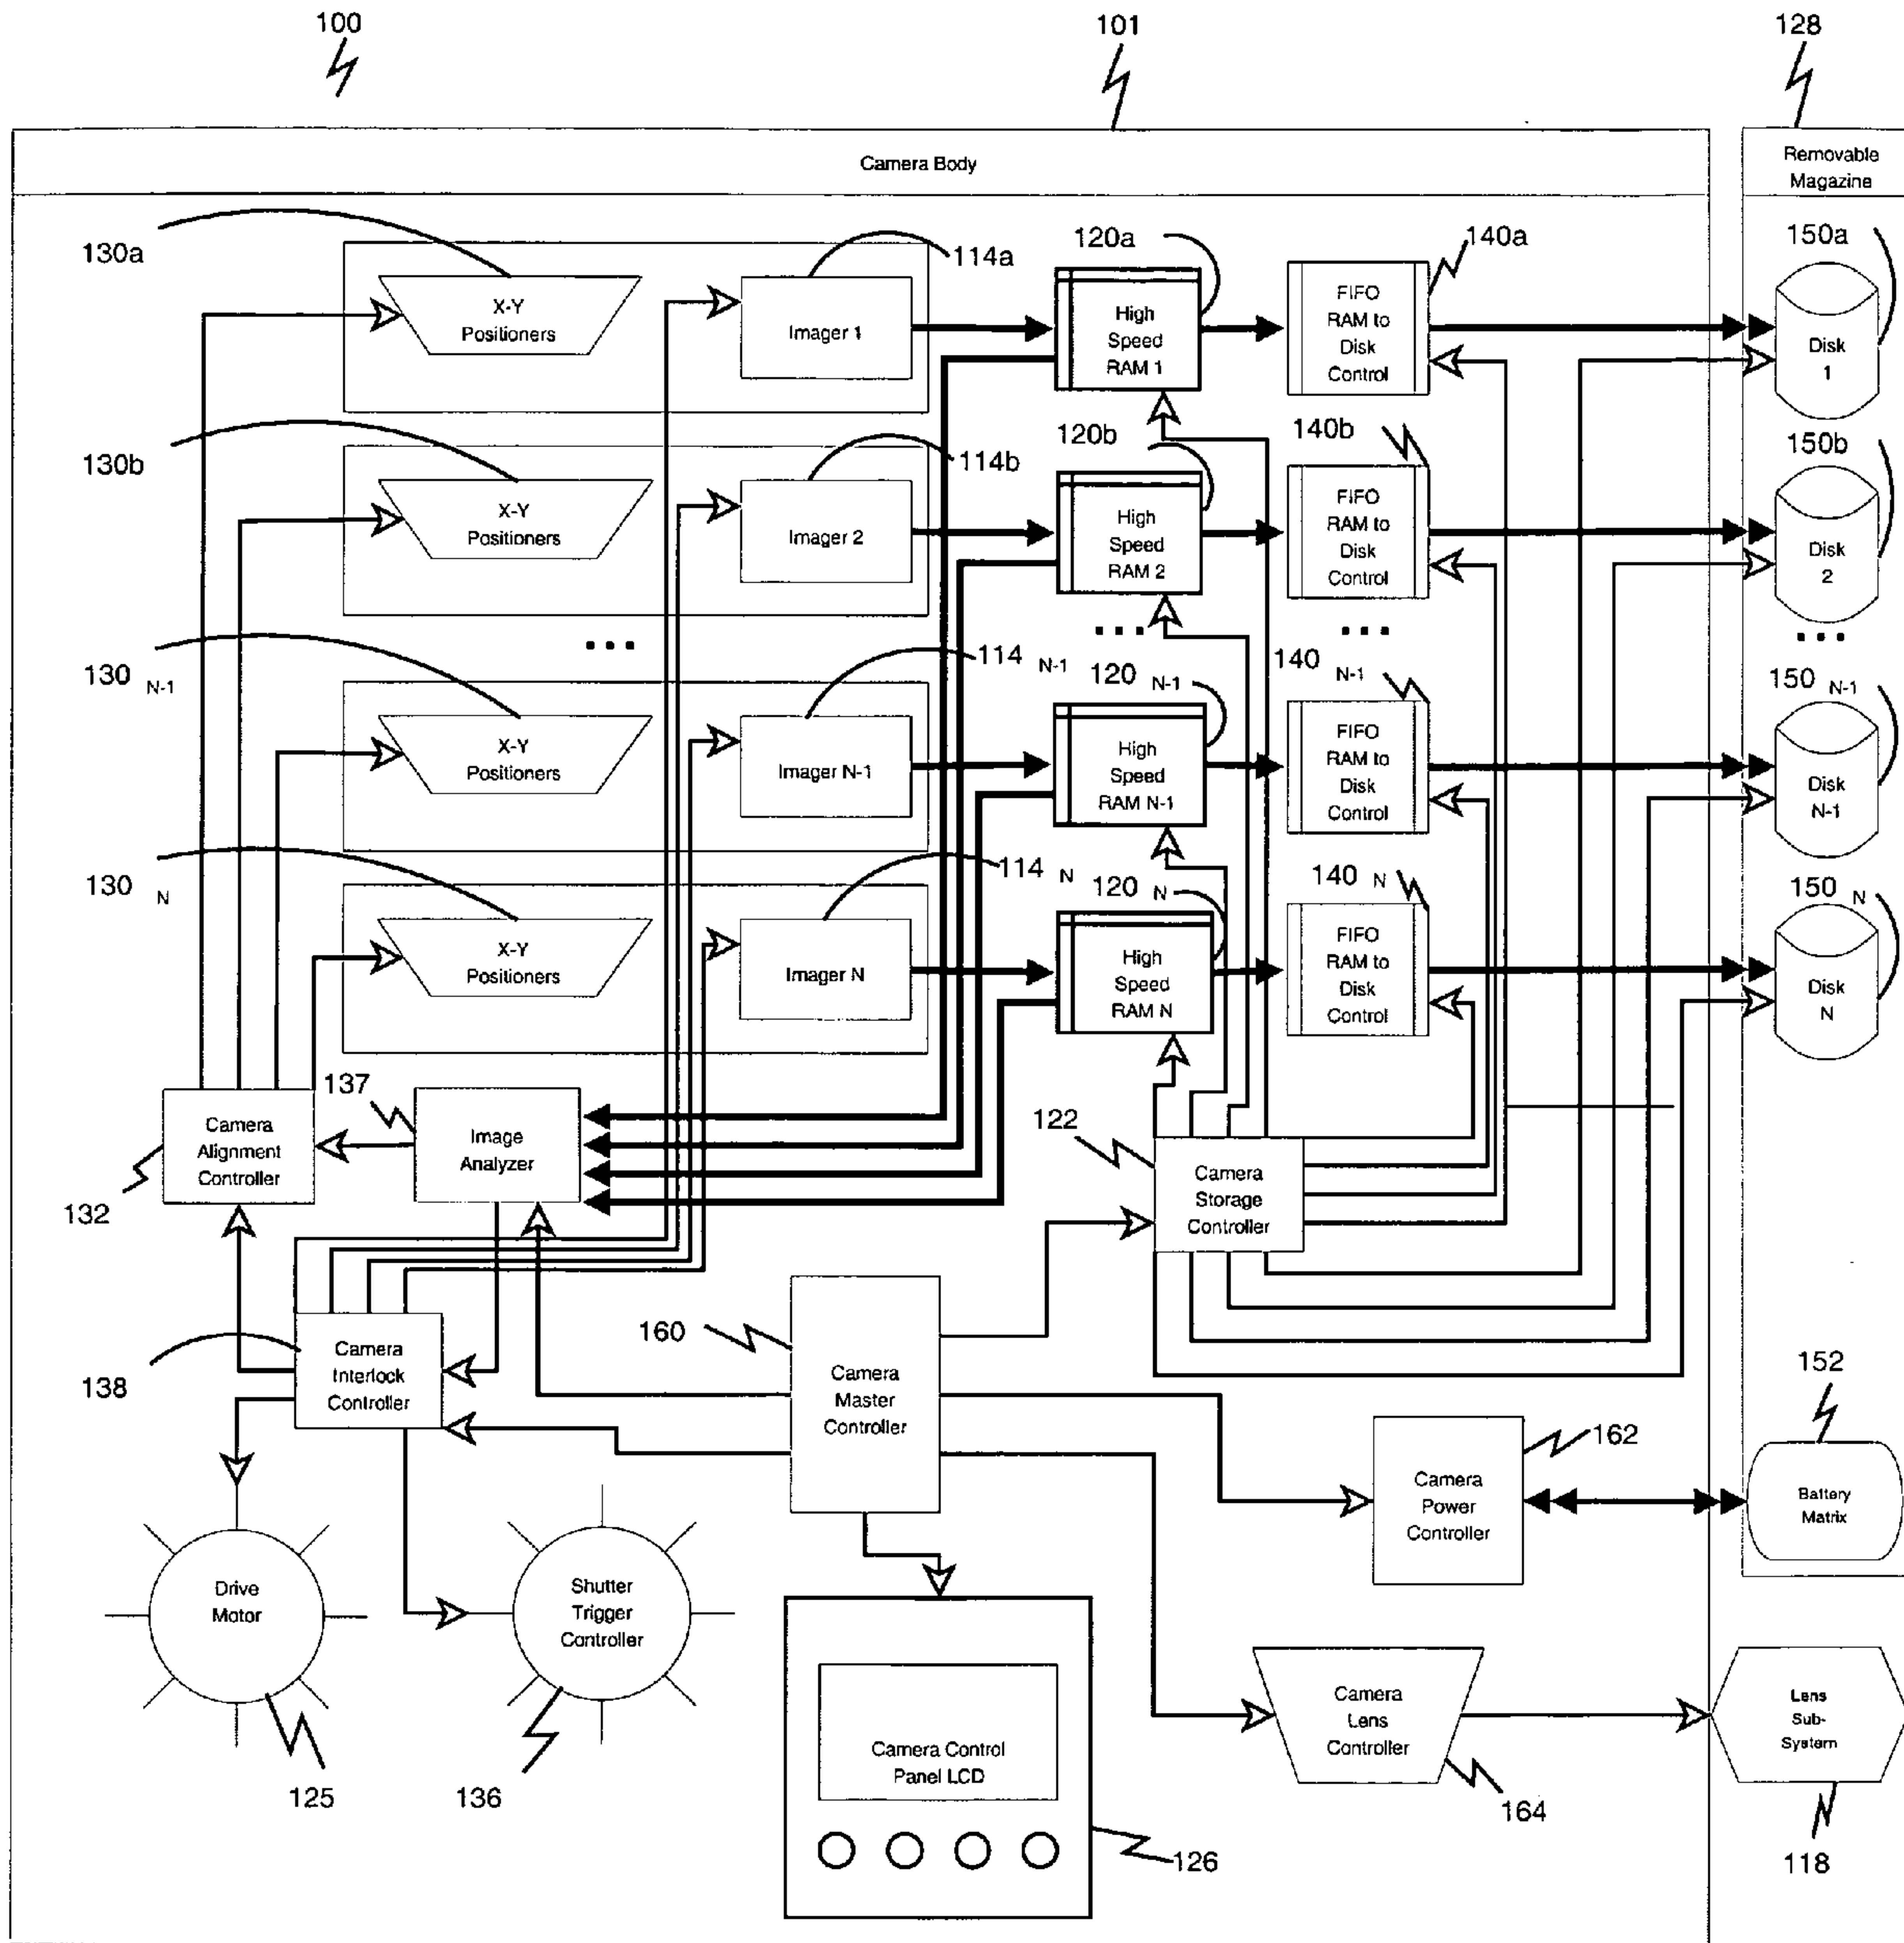 100
101
128
Camera Body
Removable
Magazine
130a
114a
120a
140a
150a
X-Y
Positioners
Imager 1
High
Speed
RAM 1
FIFO
RAM to
Disk
Control
Disk
1
130b
114b
120b
140b
150b
X-Y
Positioners
Imager 2
High
Speed
RAM 2
FIFO
RAM to
Disk
Control
Disk
2
...
...
...
...
130 N-1
114 N-1
120 N-1
140 N-1
150 N-1
X-Y
Positioners
Imager N-1
High
Speed
RAM N-1
FIFO
RAM to
Disk
Control
Disk
N-1
130 N
114 N
120 N
140 N
150 N
X-Y
Positioners
Imager N
High
Speed
RAM N
FIFO
RAM to
Disk
Control
Disk
N
137
132
Camera
Alignment
Controller
Image
Analyzer
122
Camera
Storage
Controller
138
Camera
Interlock
Controller
160
Camera
Master
Controller
152
162
Camera
Power
Controller
Battery
Matrix
Drive
Motor
Shutter
Trigger
Controller
125
136
Camera Control
Panel LCD
126
Camera
Lens
Controller
164
Lens
Sub-
System
118